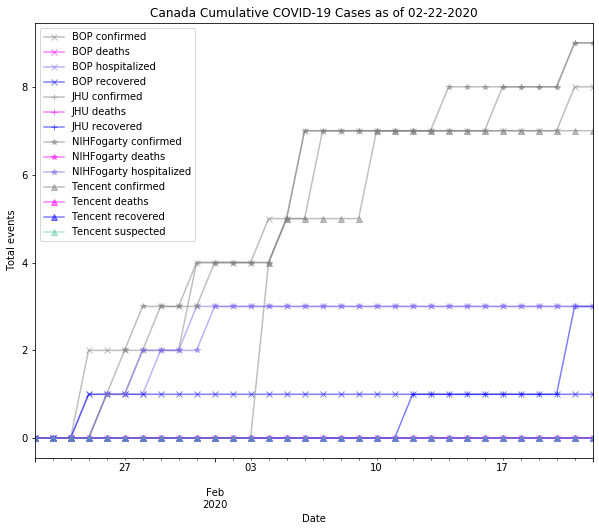 Canada Cumulative COVID-19 Cases as of 02-22-2020
BOP confirmed
BOP deaths
BOP hospitalized
BOP recovered
JHU confirmed
JHU deaths
JHU recovered
NIHFogarty confirmed
NIHFogarty deaths
NIHFogarty hospitalized
Tencent confirmed
Tencent deaths
Tencent recovered
Tencent suspected
Total events
8
6
4
2
0
27
03
10
17
Feb
2020
Date